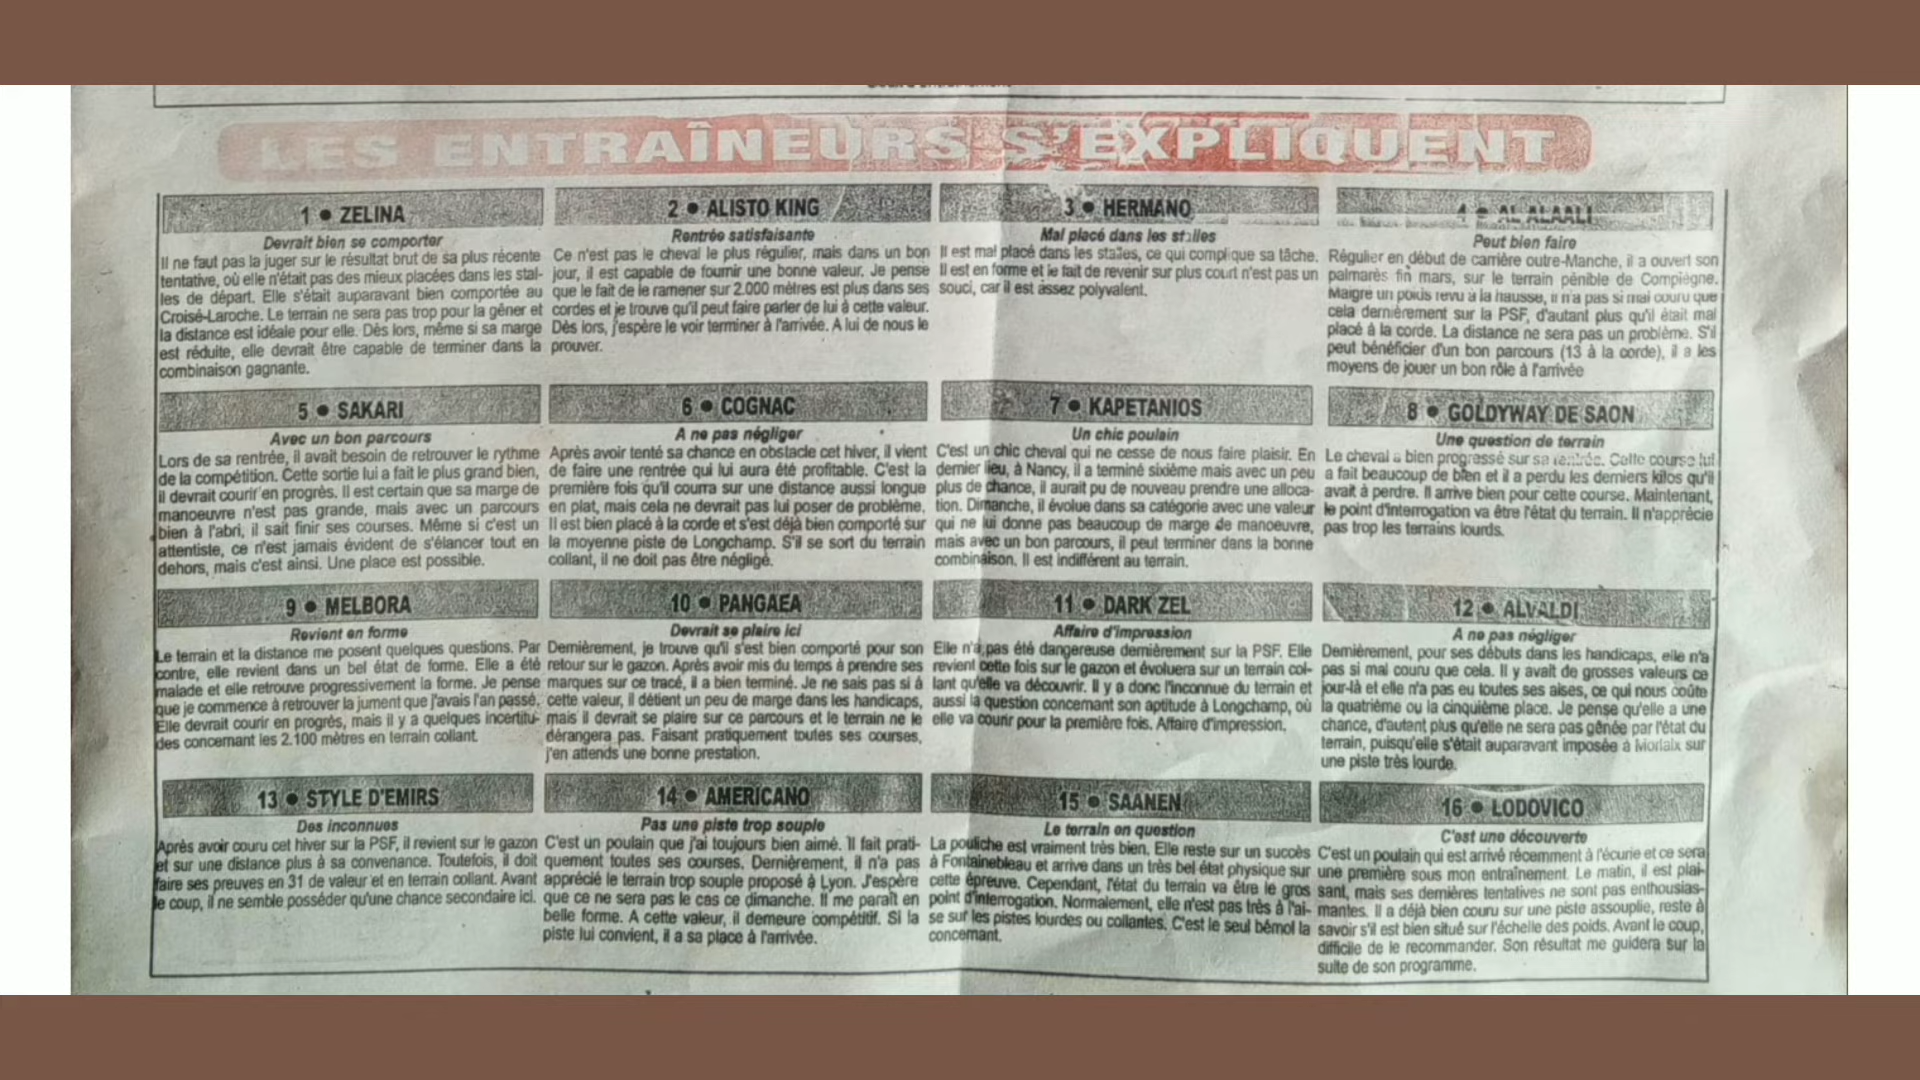 LES ENTRAÎNEURS S'EXPLIQUENT
1 ● ZELINA
Devrait bien se comporter
Il ne faut pas la juger sur le résultat brut de sa plus récente
tentative, où elle n'était pas des mieux placées dans les stal-
les de départ. Elle s'était auparavant bien comportée au
Croisé-Laroche. Le terrain ne sera pas trop pour la gêner et
la distance est idéale pour elle. Dès lors, même si sa marge
est réduite, elle devrait être capable de terminer dans la
combinaison gagnante.
2 ● ALISTO KING
Rentrée satisfaisante
Ce n'est pas le cheval le plus régulier, mais dans un bon
jour, il est capable de fournir une bonne valeur. Je pense
que le fait de le ramener sur 2.000 mètres est plus dans ses
cordes et je trouve qu'il peut faire parler de lui à cette valeur.
Dès lors, j'espère le voir terminer à l'arrivée. A lui de nous le
prouver.
3 ● HERMANO
Mal placé dans les stalles
Il est mal placé dans les stalles, ce qui complique sa tâche.
Il est en forme et le fait de revenir sur plus court n'est pas un
souci, car il est assez polyvalent.
4 ● AL ALAALI
Peut bien faire
Régulier en début de carrière outre-Manche, il a ouvert son
palmarès fin mars, sur le terrain pénible de Compiègne.
Malgré un poids revu à la hausse, il n'a pas si mal couru que
cela dernièrement sur la PSF, d'autant plus qu'il était mal
placé à la corde. La distance ne sera pas un problème. S'il
peut bénéficier d'un bon parcours (13 à la corde), il a les
moyens de jouer un bon rôle à l'arrivée
5 ● SAKARI
Avec un bon parcours
Lors de sa rentrée, il avait besoin de retrouver le rythme
de la compétition. Cette sortie lui a fait le plus grand bien,
il devrait courir en progrès. Il est certain que sa marge de
manoeuvre n'est pas grande, mais avec un parcours
bien à l'abri, il sait finir ses courses. Même si c'est un
attentiste, ce n'est jamais évident de s'élancer tout en
dehors, mais c'est ainsi. Une place est possible.
6 ● COGNAC
A ne pas négliger
Après avoir tenté sa chance en obstacle cet hiver, il vient
de faire une rentrée qui lui aura été profitable. C'est la
première fois qu'il courra sur une distance aussi longue
en plat, mais cela ne devrait pas lui poser de problème.
Il est bien placé à la corde et s'est déjà bien comporté sur
la moyenne piste de Longchamp. S'il se sort du terrain
collant, il ne doit pas être négligé.
7 ● KAPETANIOS
Un chic poulain
C'est un chic cheval qui ne cesse de nous faire plaisir. En
dernier lieu, à Nancy, il a terminé sixième mais avec un peu
plus de chance, il aurait pu de nouveau prendre une alloca-
tion. Dimanche, il évolue dans sa catégorie avec une valeur
qui ne lui donne pas beaucoup de marge de manoeuvre,
mais avec un bon parcours, il peut terminer dans la bonne
combinaison. Il est indifférent au terrain.
8 ● GOLDYWAY DE SAON
Une question de terrain
Le cheval a bien progressé sur sa rentrée. Cette course lui
a fait beaucoup de bien et il a perdu les derniers kilos qu'il
avait à perdre. Il arrive bien pour cette course. Maintenant,
le point d'interrogation va être l'état du terrain. Il n'apprécie
pas trop les terrains lourds.
9 ● MELBORA
Revient en forme
Le terrain et la distance me posent quelques questions. Par
contre, elle revient dans un bel état de forme. Elle a été
malade et elle retrouve progressivement la forme. Je pense
que je commence à retrouver la jument que j'avais l'an passé.
Elle devrait courir en progrès, mais il y a quelques incertitu-
des concernant les 2.100 mètres en terrain collant.
10 ● PANGAEA
Devrait se plaire ici
Dernièrement, je trouve qu'il s'est bien comporté pour son
retour sur le gazon. Après avoir mis du temps à prendre ses
marques sur ce tracé, il a bien terminé. Je ne sais pas si à
cette valeur, il détient un peu de marge dans les handicaps,
mais il devrait se plaire sur ce parcours et le terrain ne le
dérangera pas. Faisant pratiquement toutes ses courses,
j'en attends une bonne prestation.
11 ● DARK ZEL
Affaire d'impression
Elle n'a pas été dangereuse dernièrement sur la PSF. Elle
revient cette fois sur le gazon et évoluera sur un terrain col-
lant qu'elle va découvrir. Il y a donc l'inconnue du terrain et
aussi la question concernant son aptitude à Longchamp, où
elle va courir pour la première fois. Affaire d'impression.
12 ● ALVALDI
A ne pas négliger
Dernièrement, pour ses débuts dans les handicaps, elle n'a
pas si mal couru que cela. Il y avait de grosses valeurs ce
jour-là et elle n'a pas eu toutes ses aises, ce qui nous coûte
la quatrième ou la cinquième place. Je pense qu'elle a une
chance, d'autant plus qu'elle ne sera pas gênée par l'état du
terrain, puisqu'elle s'était auparavant imposée à Morlaix sur
une piste très lourde.
13 ● STYLE D'EMIRS
Des inconnues
Après avoir couru cet hiver sur la PSF, il revient sur le gazon
et sur une distance plus à sa convenance. Toutefois, il doit
faire ses preuves en 31 de valeur et en terrain collant. Avant
le coup, il ne semble posséder qu'une chance secondaire ici.
14 ● AMERICANO
Pas une piste trop souple
C'est un poulain que j'ai toujours bien aimé. Il fait prati-
quement toutes ses courses. Dernièrement, il n'a pas
apprécié le terrain trop souple proposé à Lyon. J'espère
que ce ne sera pas le cas ce dimanche. Il me paraît en
belle forme. A cette valeur, il demeure compétitif. Si la
piste lui convient, il a sa place à l'arrivée.
15 ● SAANEN
Le terrain en question
La pouliche est vraiment très bien. Elle reste sur un succès
à Fontainebleau et arrive dans un très bel état physique sur
cette épreuve. Cependant, l'état du terrain va être le gros
point d'interrogation. Normalement, elle n'est pas très à l'ai-
se sur les pistes lourdes ou collantes. C'est le seul bémol la
concernant.
16 ● LODOVICO
C'est une découverte
C'est un poulain qui est arrivé récemment à l'écurie et ce sera
une première sous mon entraînement. Le matin, il est plai-
sant, mais ses dernières tentatives ne sont pas enthousias-
mantes. Il a déjà bien couru sur une piste assouplie, reste à
savoir s'il est bien situé sur l'échelle des poids. Avant le coup,
difficile de le recommander. Son résultat me guidera sur la
suite de son programme.